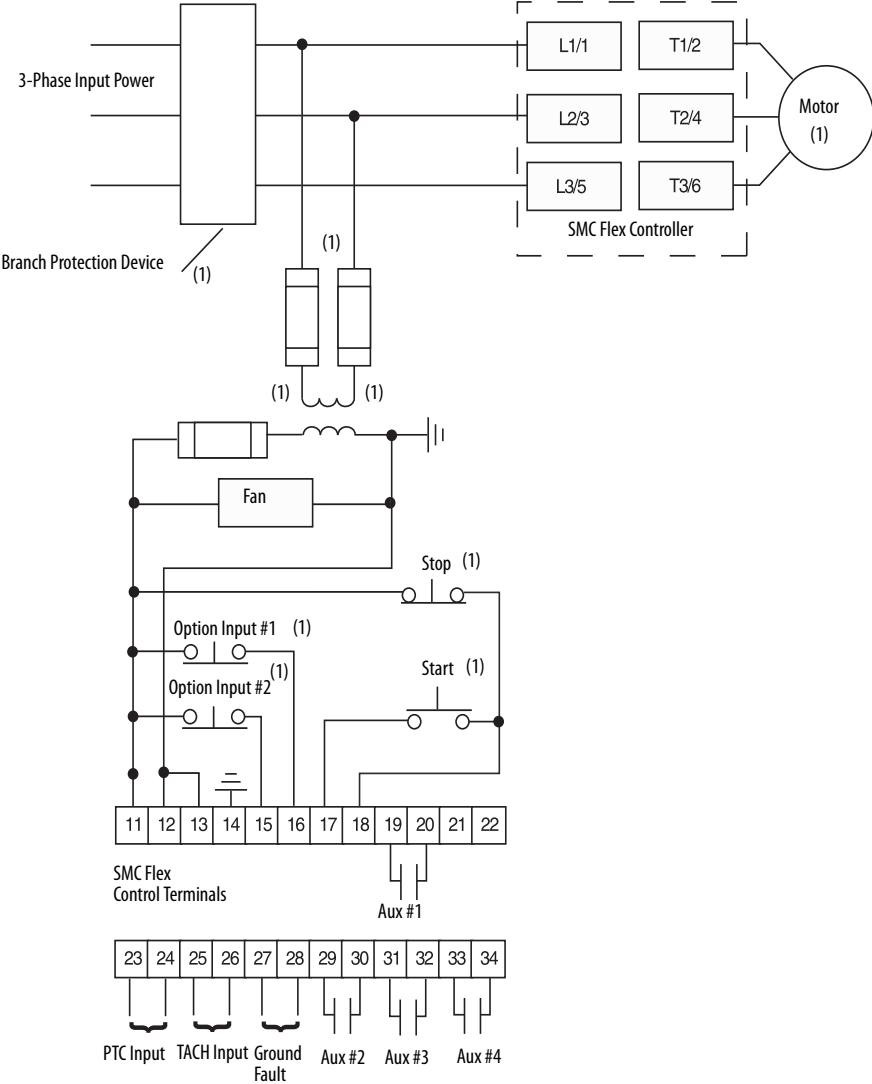 L1/1 T1/2
3-Phase Input Power
Motor
(1)
L2/3 T2/4
L3/5 T3/6
SMC Flex Controller
Branch Protection Device (1)
(1)
(1) (1)
Fan
Stop (1)
Option Input #1 (1)
(1)
Option Input #2
Start (1)
11 12 13 14 15 16 17 18 19 20 21 22
SMC Flex
Control Terminals
Aux #1
23 24 25 26 27 28 29 30 31 32 33 34
PTC Input TACH Input Ground
Fault
Aux #2 Aux #3 Aux #4